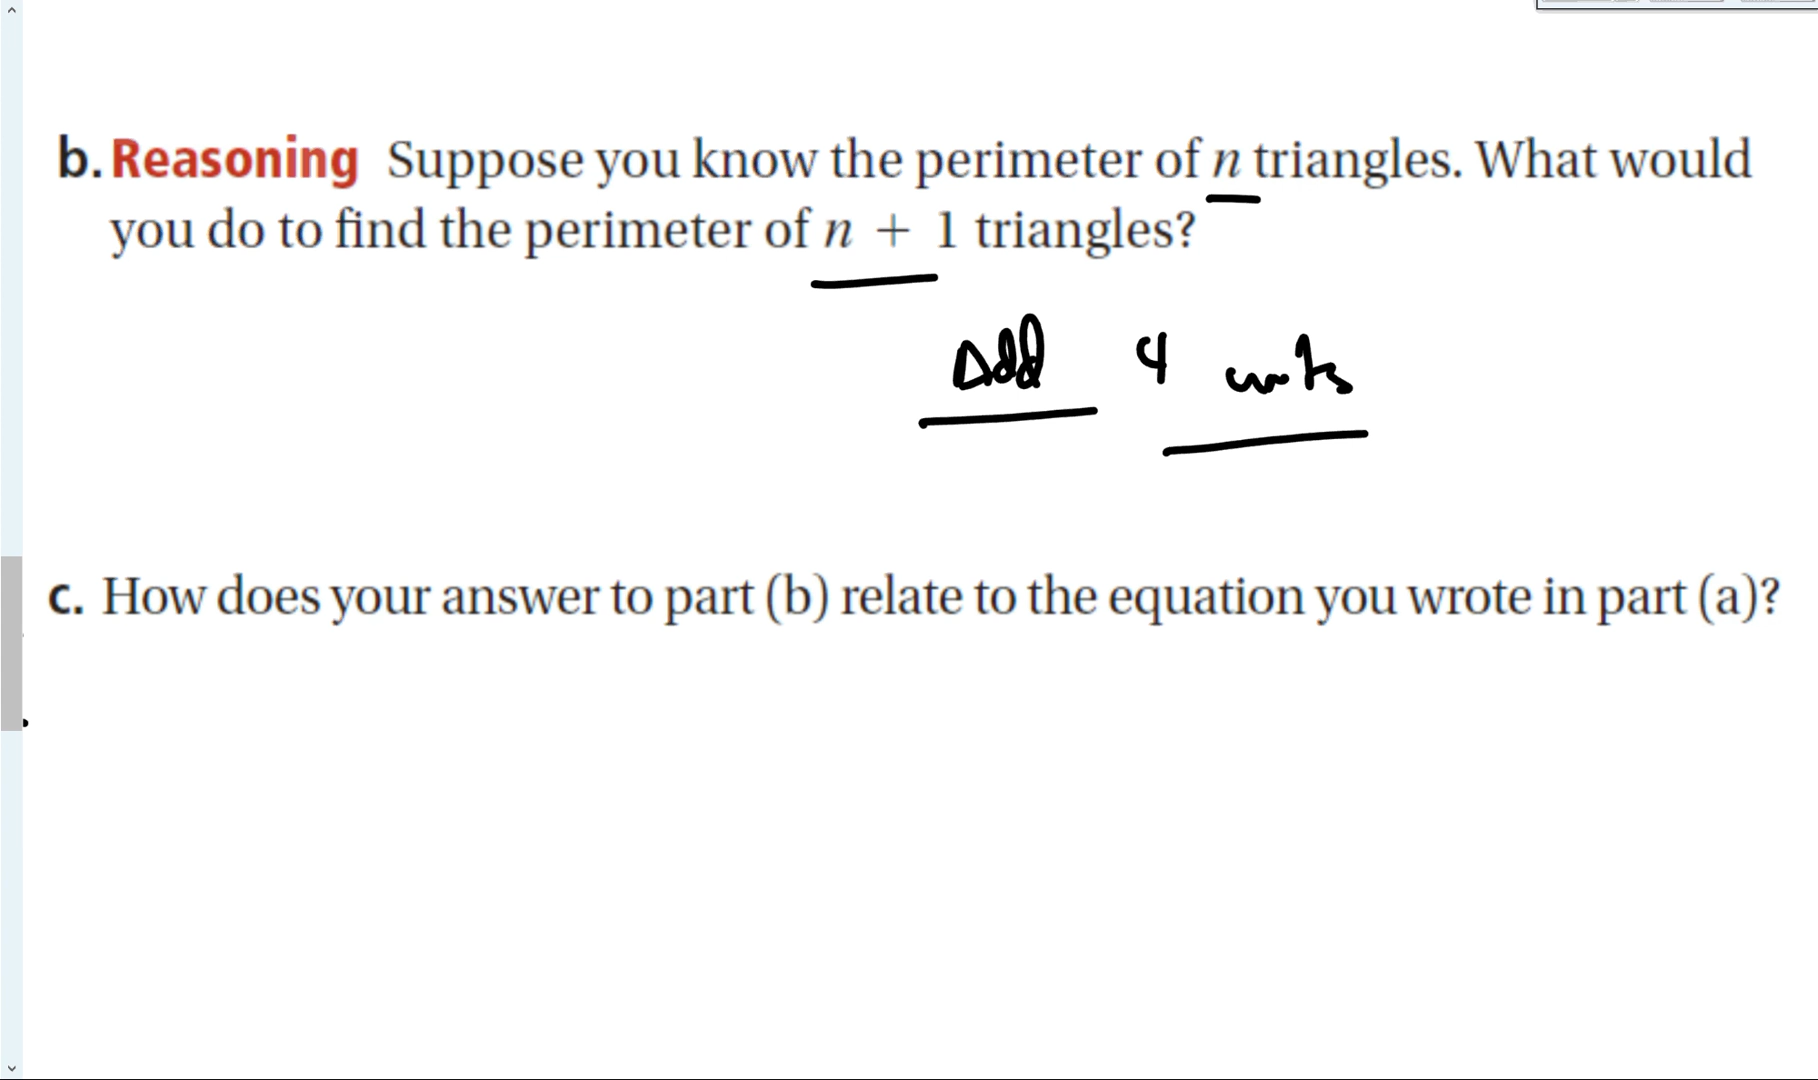 b. Reasoning Suppose you know the perimeter of n triangles. What would
you do to find the perimeter of n + 1 triangles?
Add 4 units
c. How does your answer to part (b) relate to the equation you wrote in part (a)?